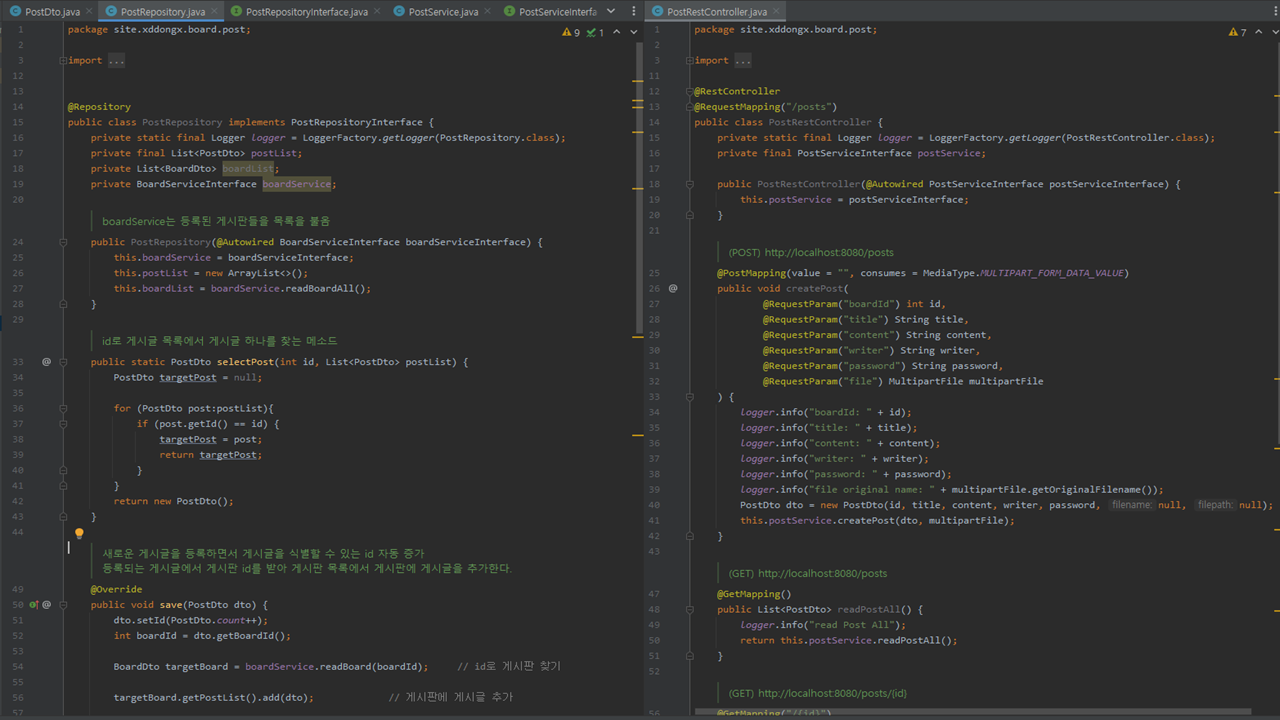 PostDto.java PostRepository.java PostRepositoryInterface.java PostService.java PostServiceInterfa
1 package site.xddongx.board.post;
9 1
2
3 import ...
12
13
14 @Repository
15 public class PostRepository implements PostRepositoryInterface {
16 private static final Logger logger = LoggerFactory.getLogger(PostRepository.class);
17 private final List<PostDto> postList;
18 private List<BoardDto> boardList;
19 private BoardServiceInterface boardService;
20
boardService는 등록된 게시판들을 목록을 불옴
24 public PostRepository(@Autowired BoardServiceInterface boardServiceInterface) {
25 this.boardService = boardServiceInterface;
26 this.postList = new ArrayList<>();
27 this.boardList = boardService.readBoardAll();
28 }
29
id로 게시글 목록에서 게시글 하나를 찾는 메소드
33 @ public static PostDto selectPost(int id, List<PostDto> postList) {
34 PostDto targetPost = null;
35
36 for (PostDto post:postList){
37 if (post.getId() == id) {
38 targetPost = post;
39 return targetPost;
40 }
41 }
42 return new PostDto();
43 }
44
새로운 게시글을 등록하면서 게시글을 식별할 수 있는 id 자동 증가
등록되는 게시글에서 게시판 id를 받아 게시판 목록에서 게시판에 게시글을 추가한다.
49 @Override
50 @ public void save(PostDto dto) {
51 dto.setId(PostDto.count++);
52 int boardId = dto.getBoardId();
53
54 BoardDto targetBoard = boardService.readBoard(boardId); // id로 게시판 찾기
55
56 targetBoard.getPostList().add(dto); // 게시판에 게시글 추가
57
PostRestController.java
1 package site.xddongx.board.post;
7
2
3 import ...
11
12 @RestController
13 @RequestMapping("/posts")
14 public class PostRestController {
15 private static final Logger logger = LoggerFactory.getLogger(PostRestController.class);
16 private final PostServiceInterface postService;
17
18 public PostRestController(@Autowired PostServiceInterface postServiceInterface) {
19 this.postService = postServiceInterface;
20 }
21
(POST) http://localhost:8080/posts
25 @PostMapping(value = "", consumes = MediaType.MULTIPART_FORM_DATA_VALUE)
26 @ public void createPost(
27 @RequestParam("boardId") int id,
28 @RequestParam("title") String title,
29 @RequestParam("content") String content,
30 @RequestParam("writer") String writer,
31 @RequestParam("password") String password,
32 @RequestParam("file") MultipartFile multipartFile
33 ) {
34 logger.info("boardId: " + id);
35 logger.info("title: " + title);
36 logger.info("content: " + content);
37 logger.info("writer: " + writer);
38 logger.info("password: " + password);
39 logger.info("file original name: " + multipartFile.getOriginalFilename());
40 PostDto dto = new PostDto(id, title, content, writer, password, filename: null, filepath: null);
41 this.postService.createPost(dto, multipartFile);
42 }
43
(GET) http://localhost:8080/posts
47 @GetMapping()
48 public List<PostDto> readPostAll() {
49 logger.info("read Post All");
50 return this.postService.readPostAll();
51 }
52
(GET) http://localhost:8080/posts/{id}
56 @GetMapping("/{id}")